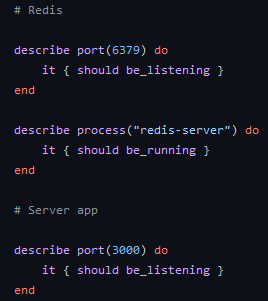 # Redis
describe port(6379) do
    it { should be_listening }
end
describe process("redis-server") do
    it { should be_running }
end
# Server app
describe port(3000) do
    it { should be_listening }
end